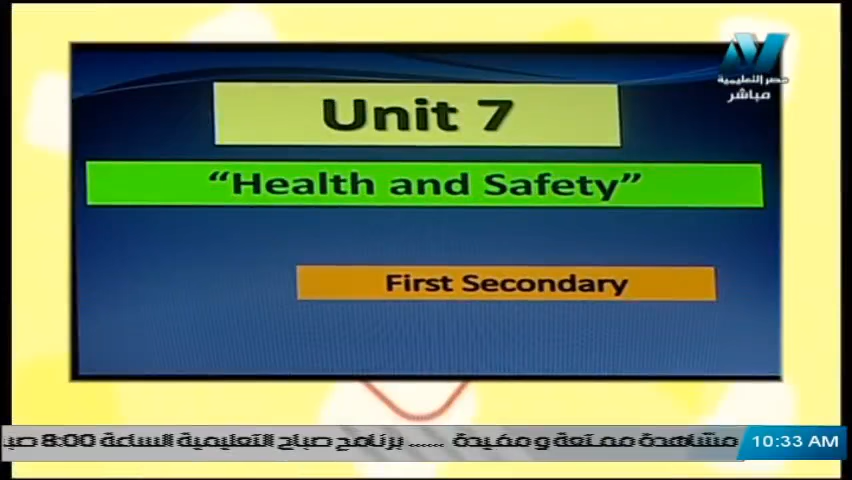 مصر التعليمية
مباشر
Unit 7
“Health and Safety”
First Secondary
مشاهدة ممتعة ومفيدة ...... برنامج صباح التعليمية الساعة 8:00
10:33 AM